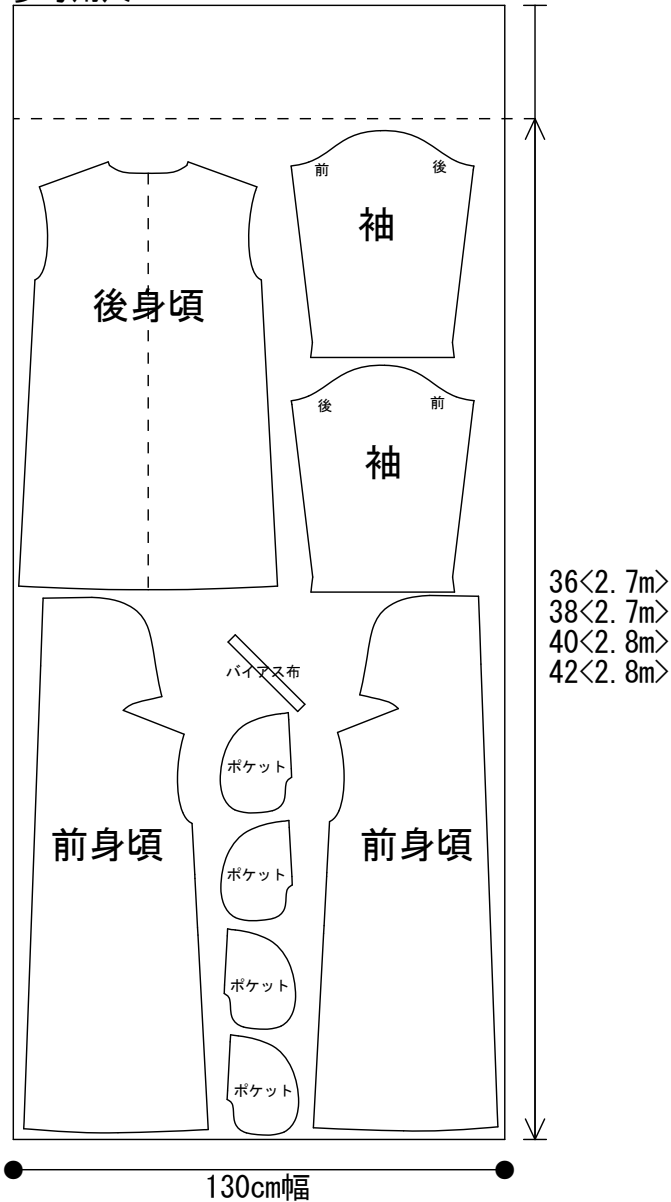 前
後
袖
後身頃
後
前
袖
36<2.7m>
38<2.7m>
40<2.8m>
42<2.8m>
バイアス布
ポケット
前身頃
前身頃
ポケット
ポケット
ポケット
130cm幅